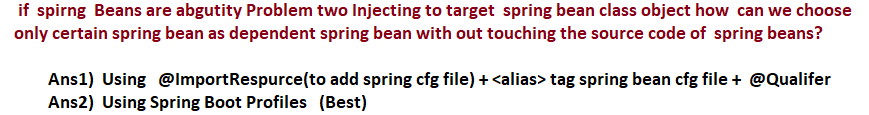 if spirng Beans are abgutity Problem two Injecting to target spring bean class object how can we choose
only certain spring bean as dependent spring bean with out touching the source code of spring beans?
Ans1) Using @ImportRespurce(to add spring cfg file) + <alias> tag spring bean cfg file + @Qualifer
Ans2) Using Spring Boot Profiles (Best)